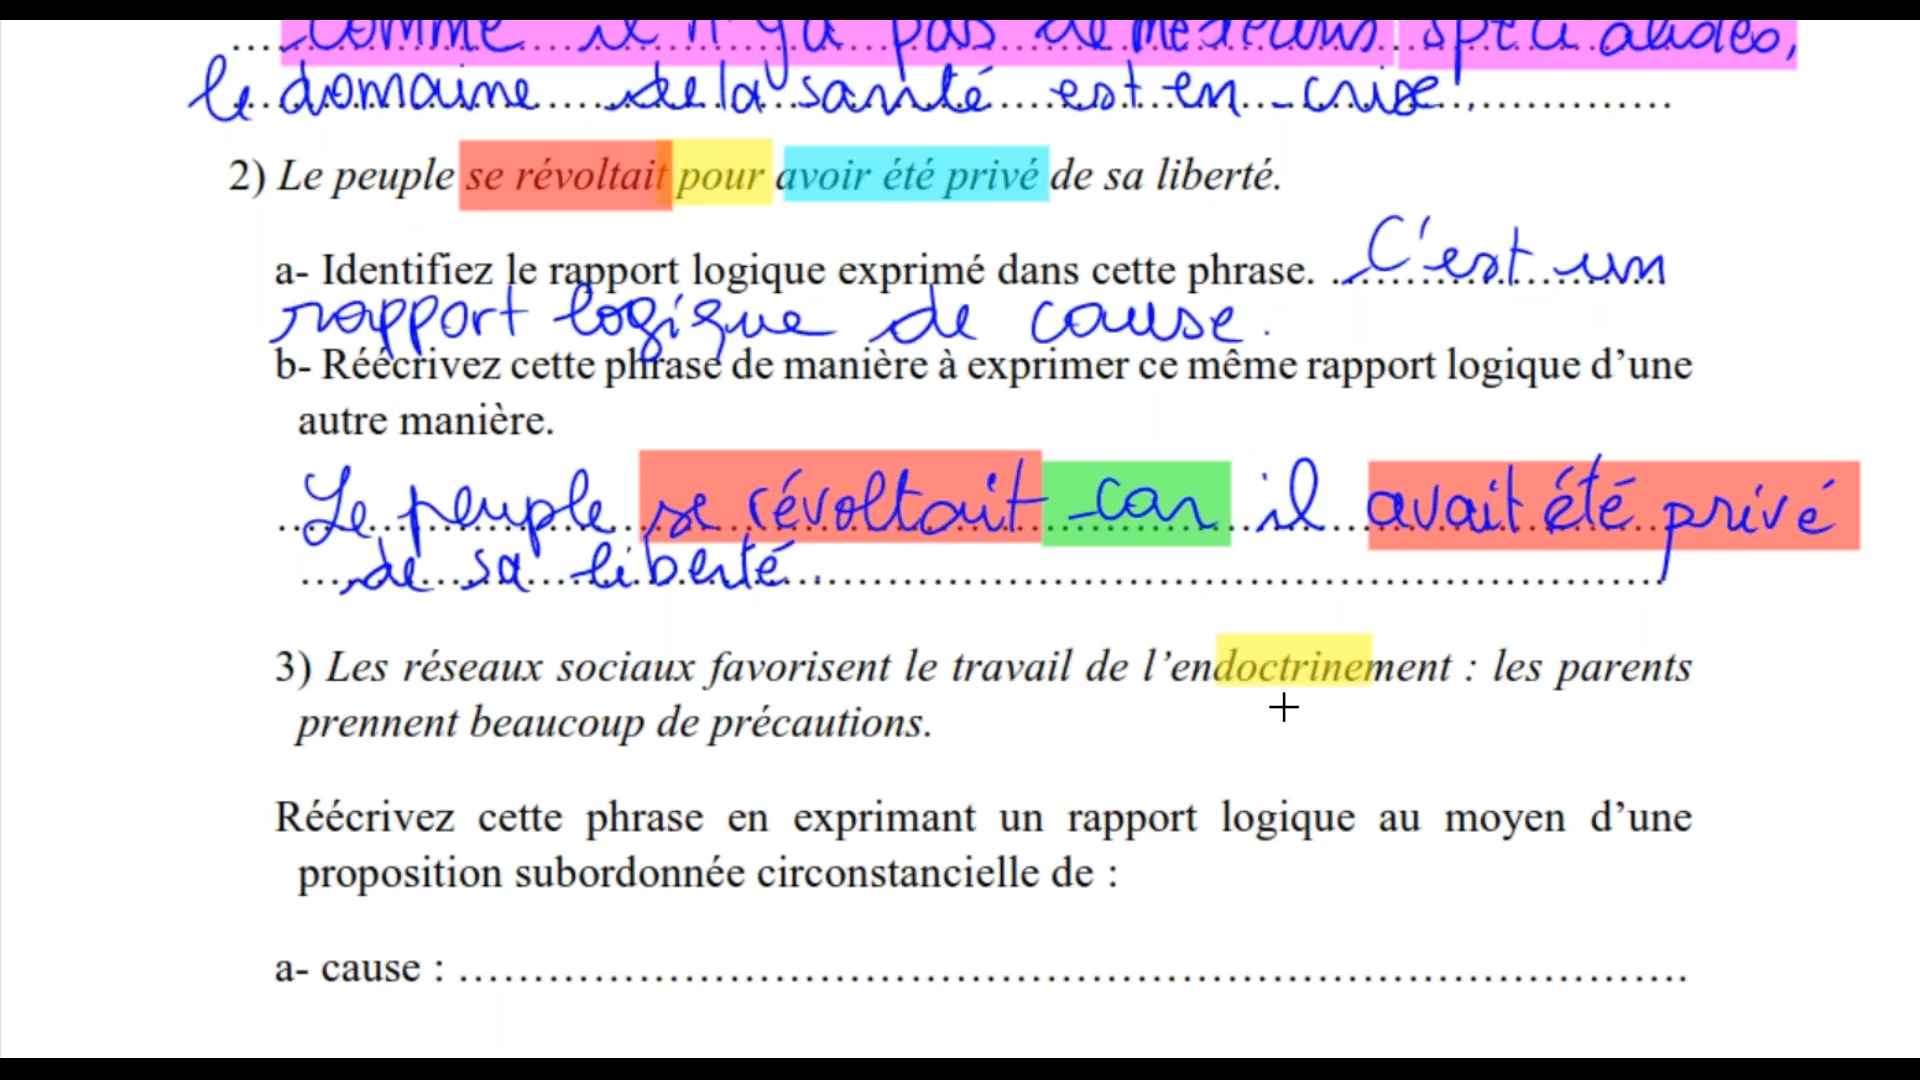 comme il n'y a pas de médecins spécialisés,
le domaine de la santé est en crise.
2) Le peuple se révoltait pour avoir été privé de sa liberté.
a- Identifiez le rapport logique exprimé dans cette phrase. C'est un
rapport logique de cause.
b- Réécrivez cette phrase de manière à exprimer ce même rapport logique d’une
autre manière.
Le peuple se révoltait car il avait été privé
de sa liberté.
3) Les réseaux sociaux favorisent le travail de l’endoctrinement : les parents
prennent beaucoup de précautions.
Réécrivez cette phrase en exprimant un rapport logique au moyen d’une
proposition subordonnée circonstancielle de :
a- cause : ……………………………………………………………………….